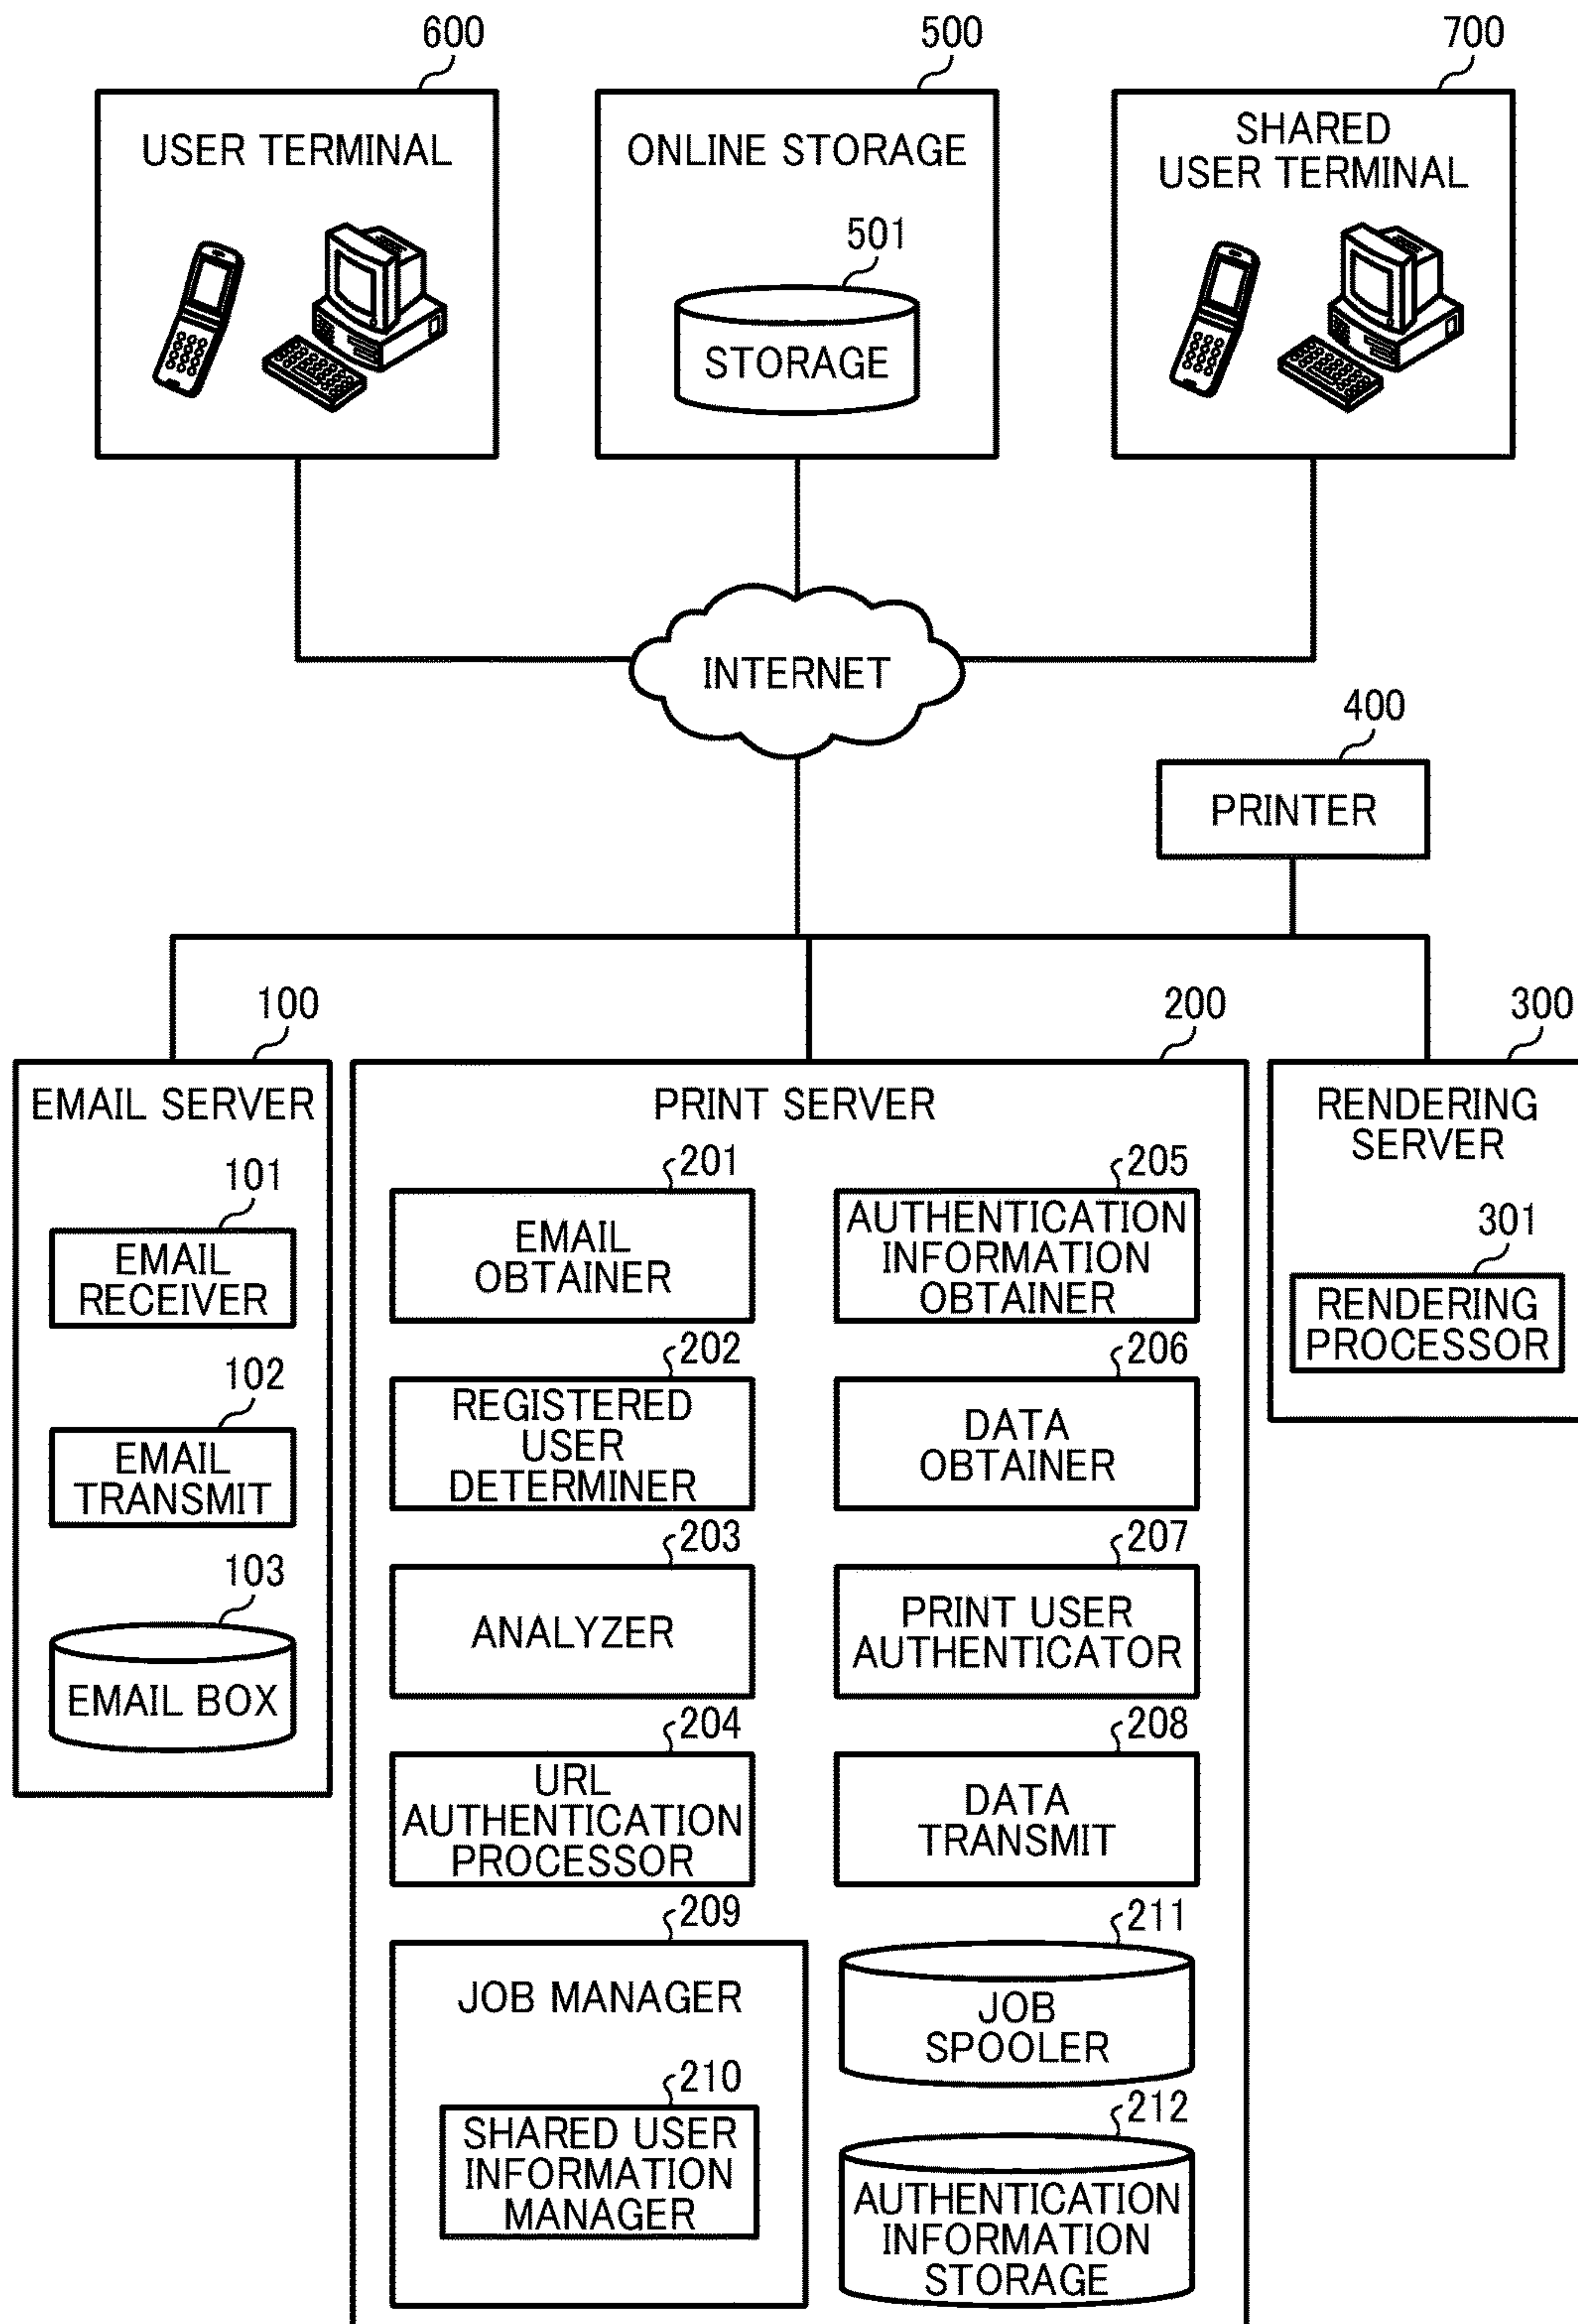 600
500
700
USER TERMINAL
ONLINE STORAGE
SHARED
USER TERMINAL
501
STORAGE
INTERNET
400
PRINTER
100
200
300
EMAIL SERVER
101
EMAIL
RECEIVER
102
EMAIL
TRANSMIT
103
EMAIL BOX
PRINT SERVER
201
EMAIL
OBTAINER
205
AUTHENTICATION
INFORMATION
OBTAINER
202
REGISTERED
USER
DETERMINER
206
DATA
OBTAINER
203
ANALYZER
207
PRINT USER
AUTHENTICATOR
204
URL
AUTHENTICATION
PROCESSOR
208
DATA
TRANSMIT
209
JOB MANAGER
210
SHARED USER
INFORMATION
MANAGER
211
JOB
SPOOLER
212
AUTHENTICATION
INFORMATION
STORAGE
RENDERING
SERVER
301
RENDERING
PROCESSOR